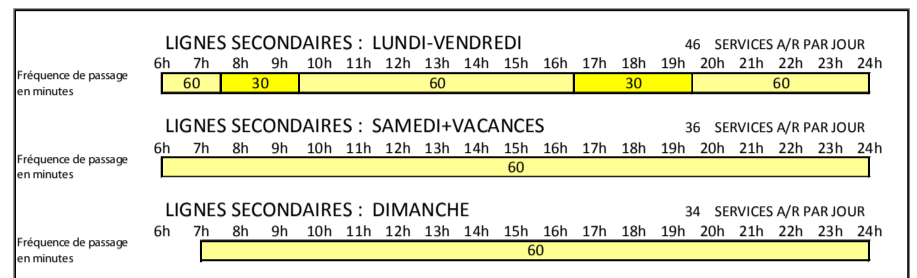 LIGNES SECONDAIRES : LUNDI-VENDREDI 46 SERVICES A/R PAR JOUR
6h 7h 8h 9h 10h 11h 12h 13h 14h 15h 16h 17h 18h 19h 20h 21h 22h 23h 24h
Fréquence de passage
en minutes
60 30 60 30 60
LIGNES SECONDAIRES : SAMEDI+VACANCES 36 SERVICES A/R PAR JOUR
6h 7h 8h 9h 10h 11h 12h 13h 14h 15h 16h 17h 18h 19h 20h 21h 22h 23h 24h
Fréquence de passage
en minutes
60
LIGNES SECONDAIRES : DIMANCHE 34 SERVICES A/R PAR JOUR
6h 7h 8h 9h 10h 11h 12h 13h 14h 15h 16h 17h 18h 19h 20h 21h 22h 23h 24h
Fréquence de passage
en minutes
60